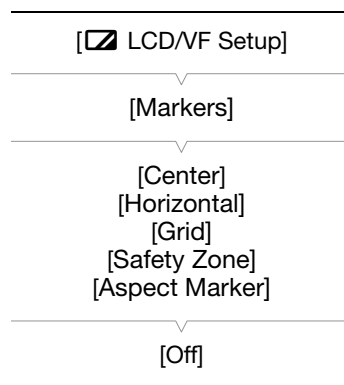 [LCD/VF Setup]
[Markers]
[Center]
[Horizontal]
[Grid]
[Safety Zone]
[Aspect Marker]
[Off]